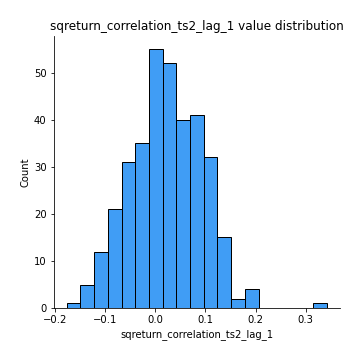 sqreturn_correlation_ts2_lag_1 value distribution
50
40
30
20
10
0
Count
−0.2 −0.1 0.0 0.1 0.2 0.3
sqreturn_correlation_ts2_lag_1